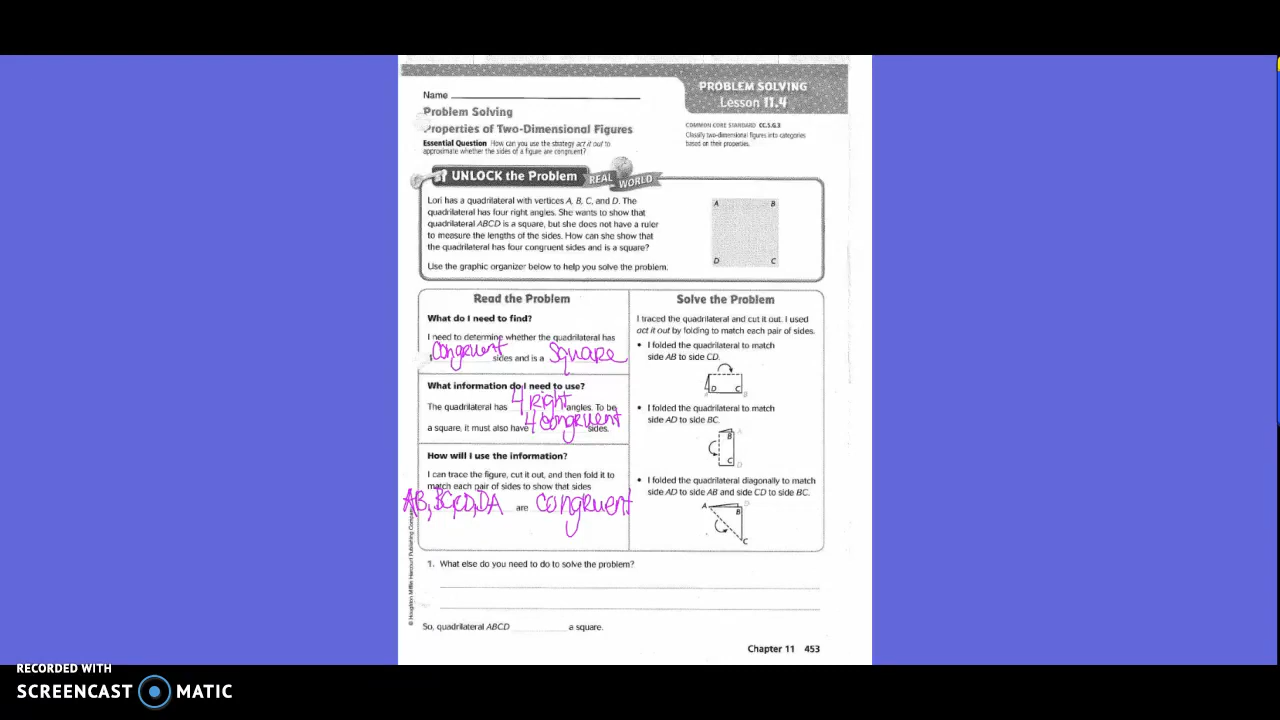 PROBLEM SOLVING
Lesson 11.4
Name
Problem Solving
Properties of Two-Dimensional Figures
Essential Question How can you use the strategy act it out to
approximate whether the sides of a figure are congruent?
COMMON CORE STANDARD CC.5.G.3
Classify two-dimensional figures into categories
based on their properties.
UNLOCK the Problem REAL WORLD
Lori has a quadrilateral with vertices A, B, C, and D. The
quadrilateral has four right angles. She wants to show that
quadrilateral ABCD is a square, but she does not have a ruler
to measure the lengths of the sides. How can she show that
the quadrilateral has four congruent sides and is a square?
Use the graphic organizer below to help you solve the problem.
A B
D C
Read the Problem
What do I need to find?
I need to determine whether the quadrilateral has
congruent sides and is a square
What information do I need to use?
The quadrilateral has 4 right angles. To be
a square, it must also have 4 congruent sides.
How will I use the information?
I can trace the figure, cut it out, and then fold it to
match each pair of sides to show that sides
AB, BC, CD, DA are congruent
Solve the Problem
I traced the quadrilateral and cut it out. I used
act it out by folding to match each pair of sides.
• I folded the quadrilateral to match
side AB to side CD.
D C
A B
• I folded the quadrilateral to match
side AD to side BC.
B A
C D
• I folded the quadrilateral diagonally to match
side AD to side AB and side CD to side BC.
A B D
C
1. What else do you need to do to solve the problem?
So, quadrilateral ABCD a square.
© Houghton Mifflin Harcourt Publishing Company
Chapter 11 453
RECORDED WITH
SCREENCAST MATIC